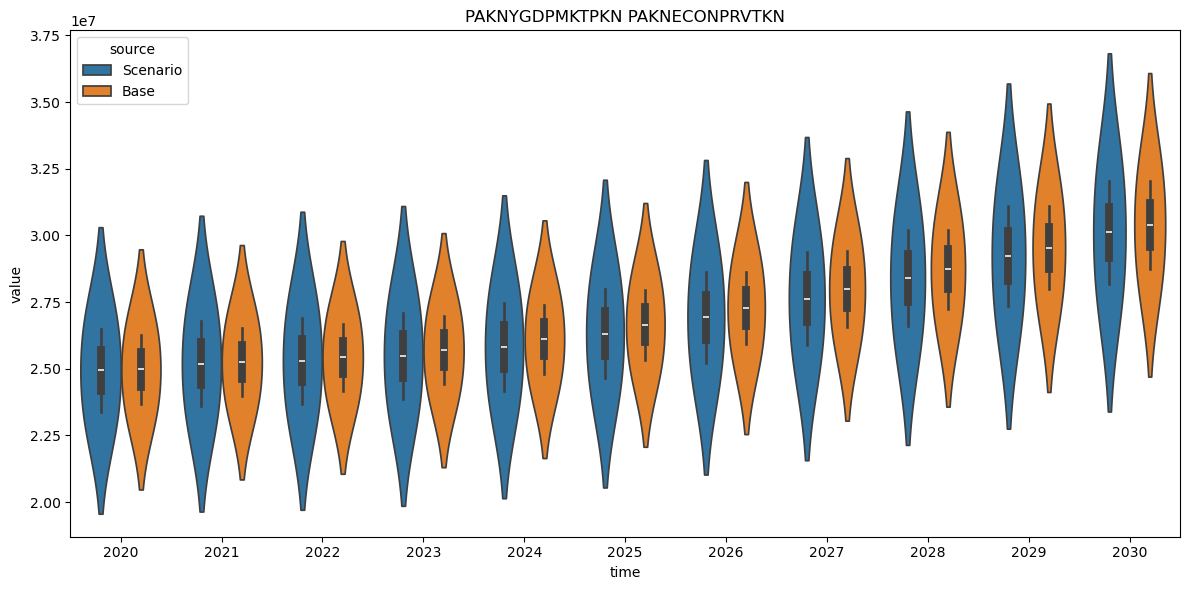 PAKNYGDPMKTPKN PAKNECONPRVTKN
1e7
3.75
3.50
3.25
3.00
2.75
2.50
2.25
2.00
value
source
Scenario
Base
2020 2021 2022 2023 2024 2025 2026 2027 2028 2029 2030
time